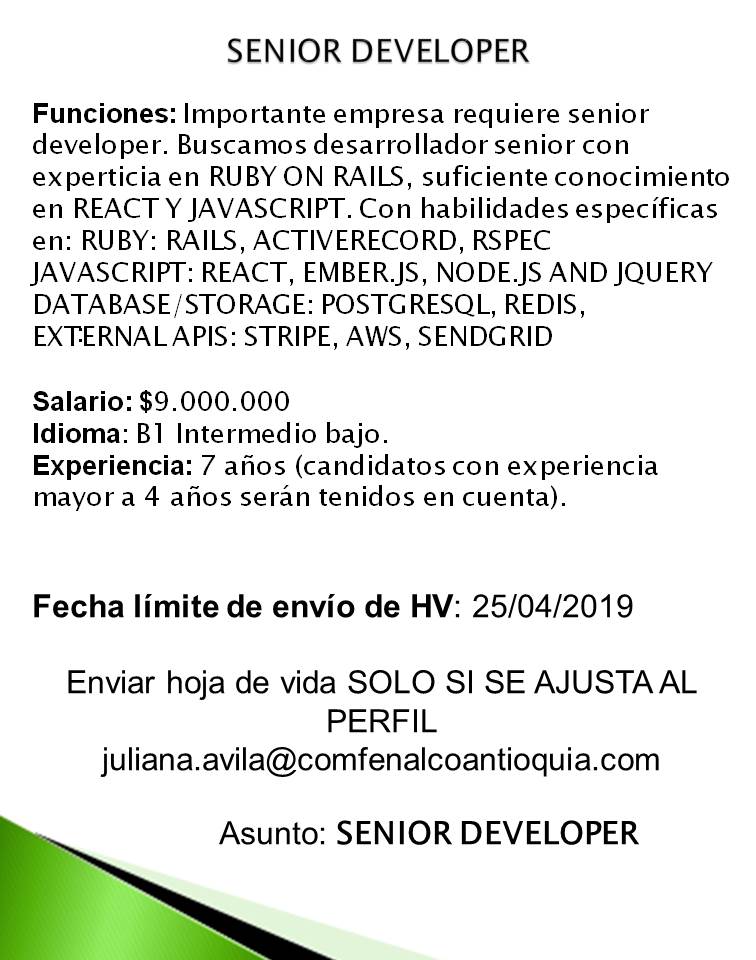 SENIOR DEVELOPER
Funciones: Importante empresa requiere senior
developer. Buscamos desarrollador senior con
experticia en RUBY ON RAILS, suficiente conocimiento
en REACT Y JAVASCRIPT. Con habilidades específicas
en: RUBY: RAILS, ACTIVERECORD, RSPEC
JAVASCRIPT: REACT, EMBER.JS, NODE.JS AND JQUERY
DATABASE/STORAGE: POSTGRESQL, REDIS,
EXTERNAL APIS: STRIPE, AWS, SENDGRID
Salario: $9.000.000
Idioma: B1 Intermedio bajo.
Experiencia: 7 años (candidatos con experiencia
mayor a 4 años serán tenidos en cuenta).
Fecha límite de envío de HV: 25/04/2019
Enviar hoja de vida SOLO SI SE AJUSTA AL
PERFIL
juliana.avila@comfenalcoantioquia.com
Asunto: SENIOR DEVELOPER